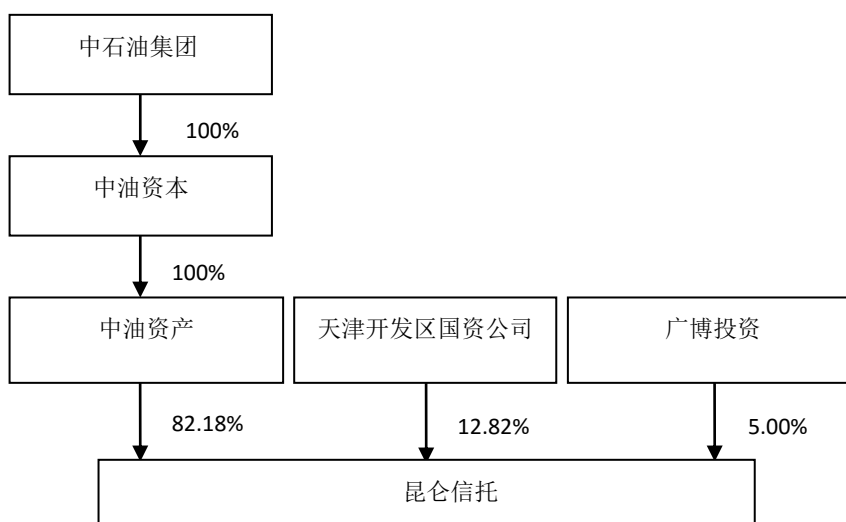 中石油集团
100%
中油资本
100%
中油资产
天津开发区国资公司
广博投资
82.18%
12.82%
5.00%
昆仑信托